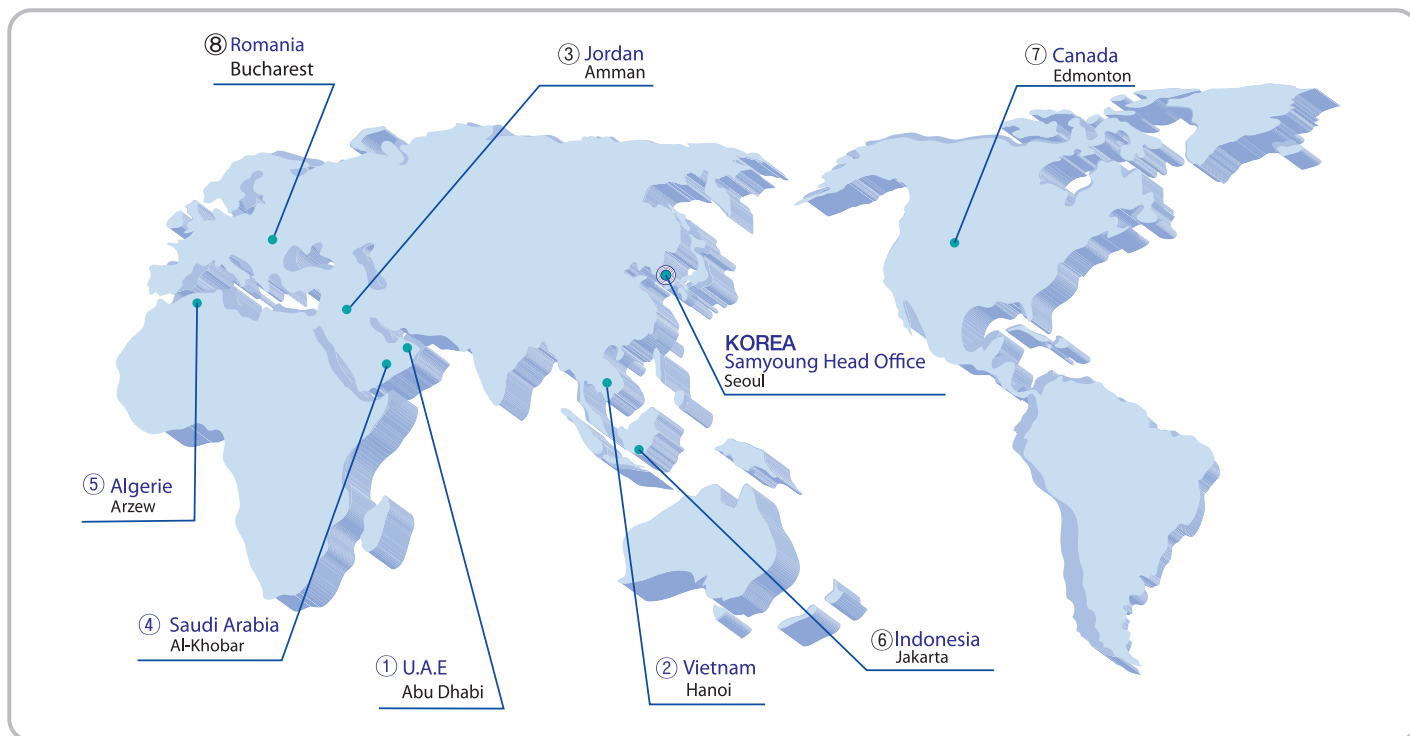 ⑧ Romania
Bucharest
③ Jordan
Amman
⑦ Canada
Edmonton
KOREA
Samyoung Head Office
Seoul
⑤ Algerie
Arzew
④ Saudi Arabia
Al-Khobar
① U.A.E
Abu Dhabi
② Vietnam
Hanoi
⑥ Indonesia
Jakarta